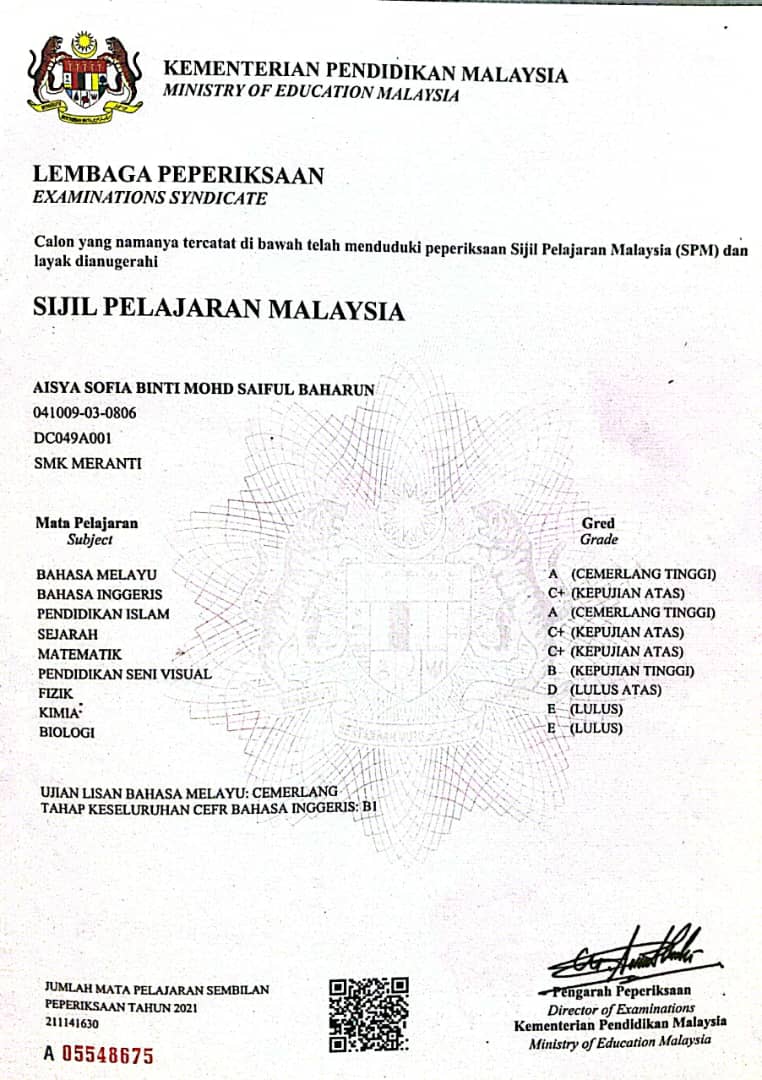 KEMENTERIAN PENDIDIKAN MALAYSIA
MINISTRY OF EDUCATION MALAYSIA
LEMBAGA PEPERIKSAAN
EXAMINATIONS SYNDICATE
Calon yang namanya tercatat di bawah telah menduduki peperiksaan Sijil Pelajaran Malaysia (SPM) dan
layak dianugerahi
SIJIL PELAJARAN MALAYSIA
AISYA SOFIA BINTI MOHD SAIFUL BAHARUN
041009-03-0806
DC049A001
SMK MERANTI
Mata Pelajaran Gred
Subject Grade
BAHASA MELAYU A (CEMERLANG TINGGI)
BAHASA INGGERIS C+ (KEPUJIAN ATAS)
PENDIDIKAN ISLAM A (CEMERLANG TINGGI)
SEJARAH C+ (KEPUJIAN ATAS)
MATEMATIK C+ (KEPUJIAN ATAS)
PENDIDIKAN SENI VISUAL B (KEPUJIAN TINGGI)
FIZIK D (LULUS ATAS)
KIMIA E (LULUS)
BIOLOGI E (LULUS)
UJIAN LISAN BAHASA MELAYU: CEMERLANG
TAHAP KESELURUHAN CEFR BAHASA INGGERIS: B1
JUMLAH MATA PELAJARAN SEMBILAN
PEPERIKSAAN TAHUN 2021
211141630
A 05548675
Pengarah Peperiksaan
Director of Examinations
Kementerian Pendidikan Malaysia
Ministry of Education Malaysia